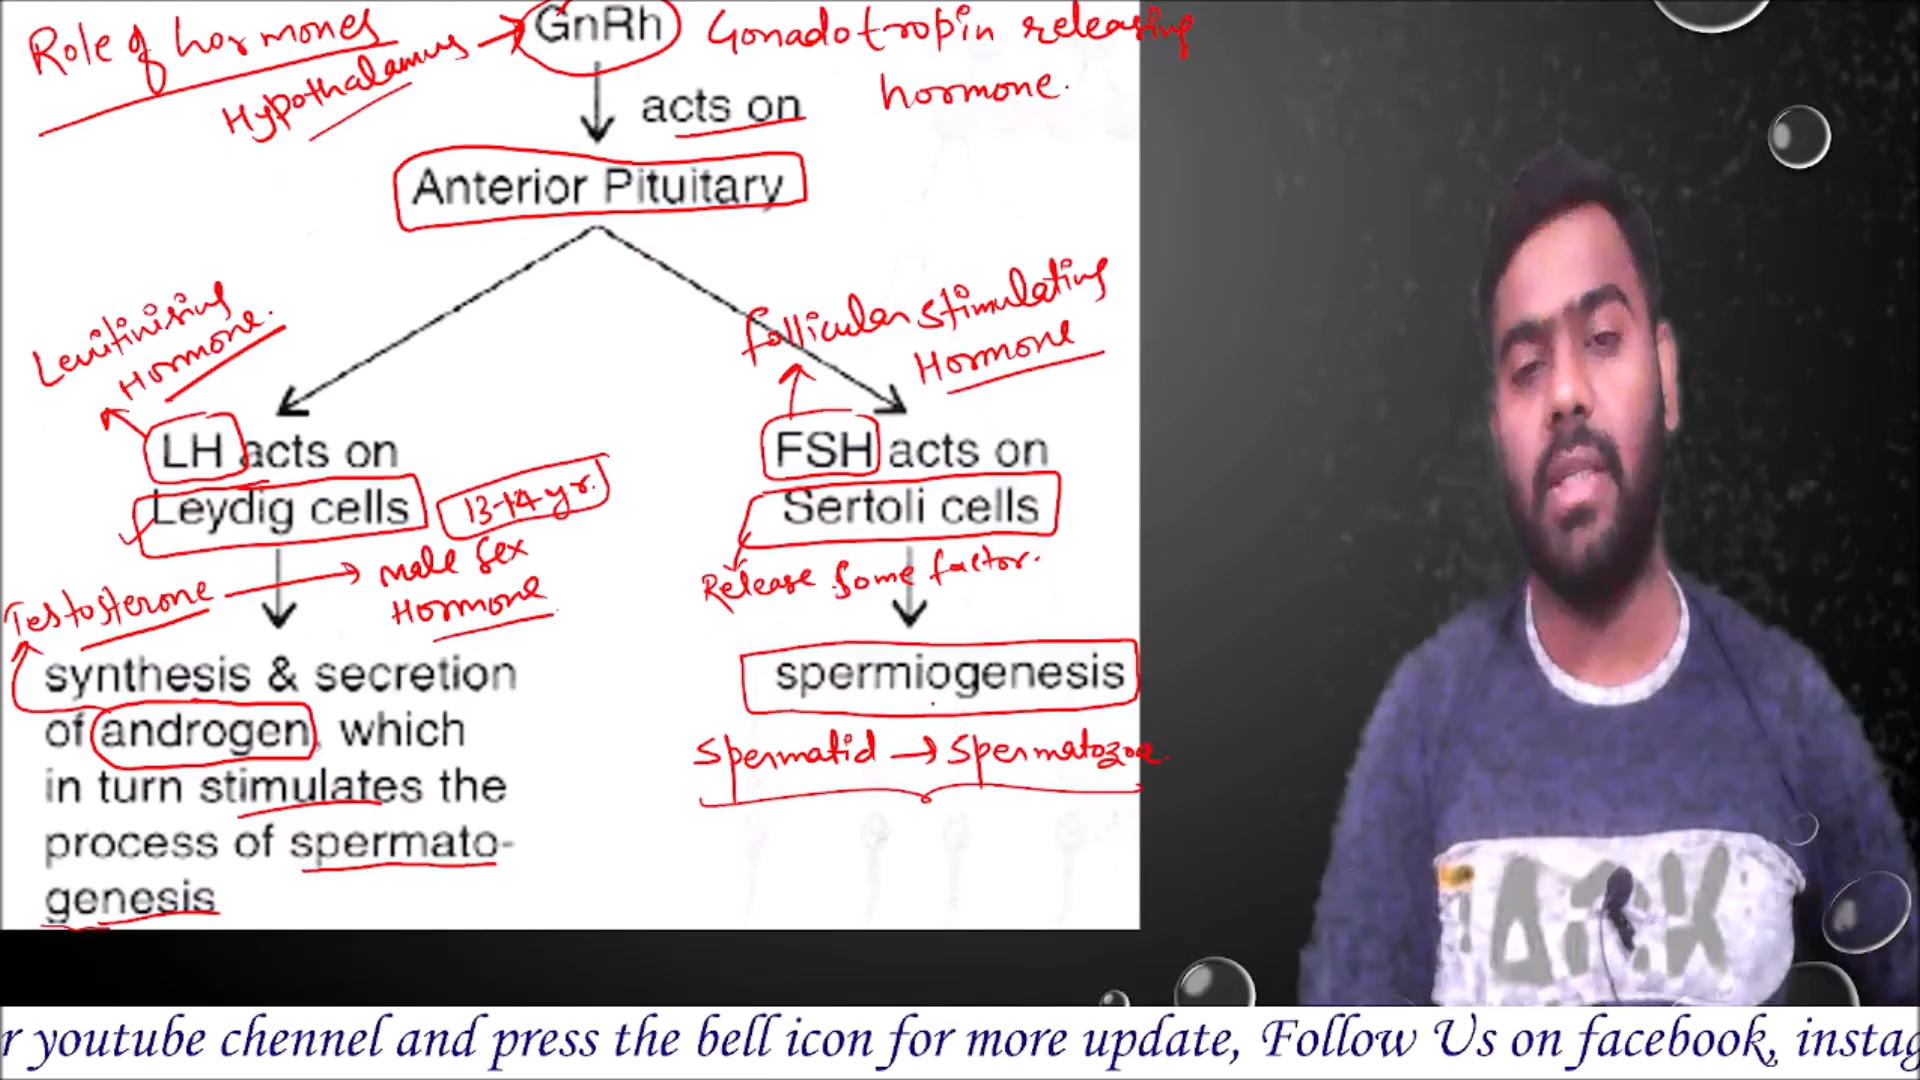 Role of hormones
Hypothalamus
GnRh
Gonadotropin releasing
hormone.
acts on
Anterior Pituitary
Hormone.
follicular stimulating
Hormone
LH acts on
Leydig cells
13-14 yr.
FSH acts on
Sertoli cells
Testosterone
male sex
Hormone
Release some factor.
synthesis & secretion
of androgen, which
in turn stimulates the
process of spermato-
genesis
spermiogenesis
Spermatid → Spermatozoa.
r youtube chennel and press the bell icon for more update, Follow Us on facebook, instag